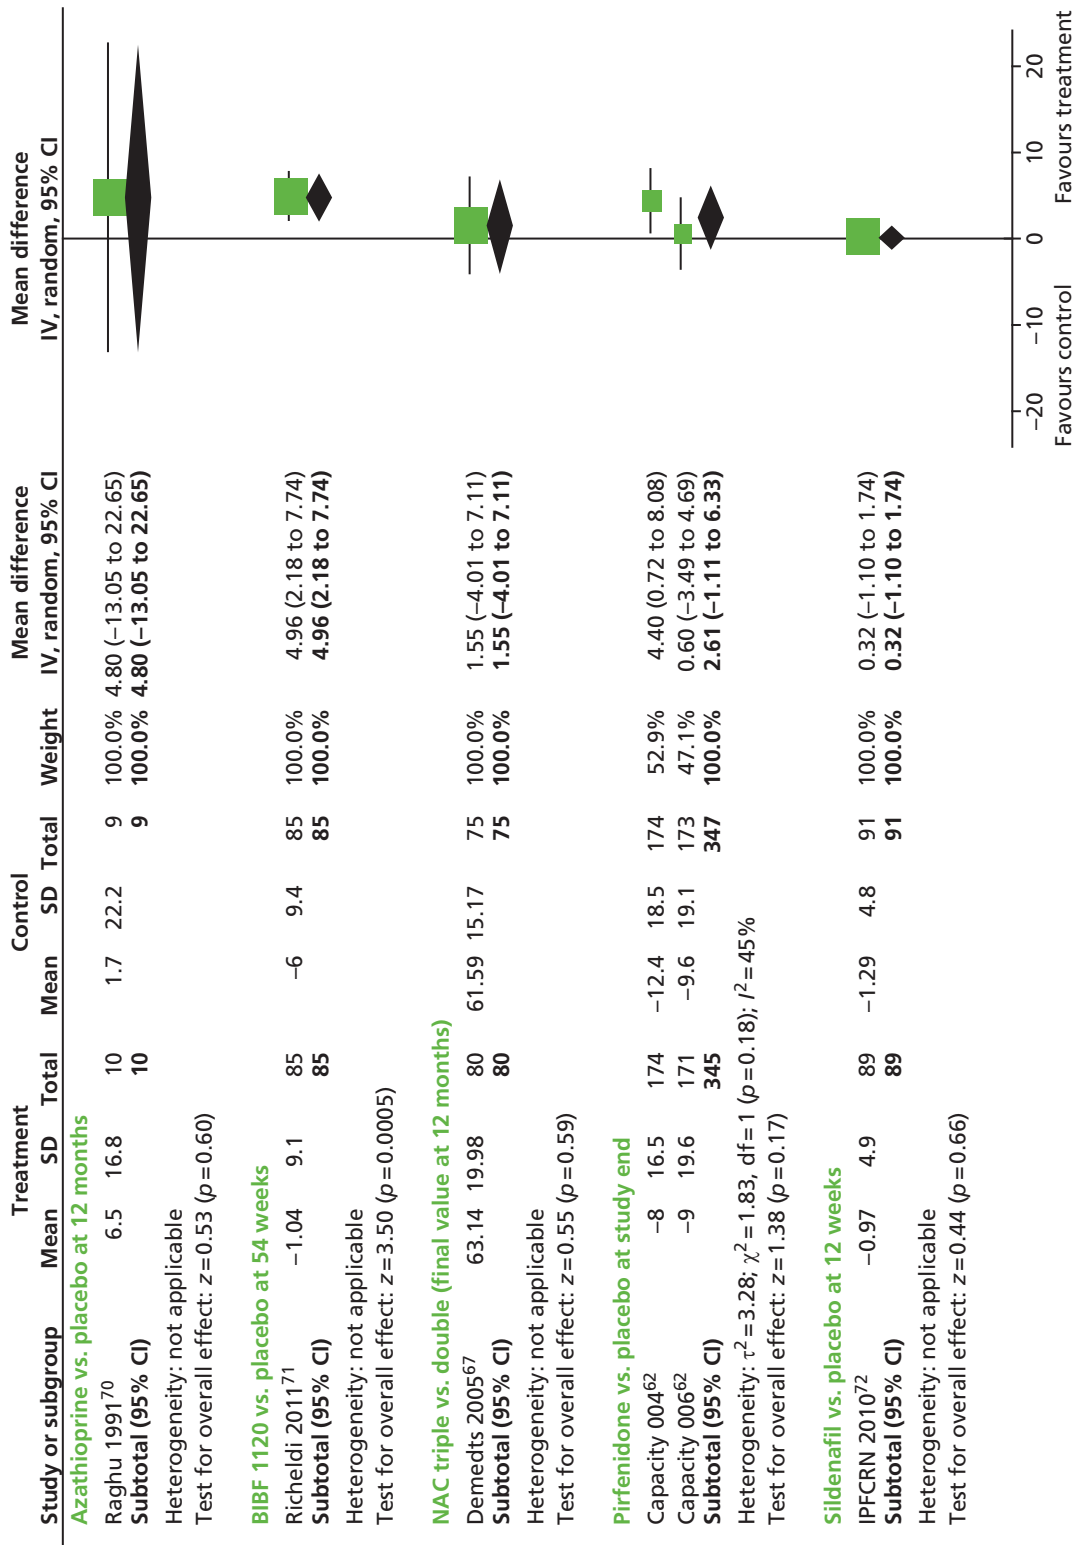 Treatment Control Mean difference Mean difference
Study or subgroup Mean SD Total Mean SD Total Weight IV, random, 95% CI IV, random, 95% CI
Azathioprine vs. placebo at 12 months
Raghu 1991⁷⁰ 6.5 16.8 10 1.7 22.2 9 100.0% 4.80 (−13.05 to 22.65)
Subtotal (95% CI) 10 9 100.0% 4.80 (−13.05 to 22.65)
Heterogeneity: not applicable
Test for overall effect: z=0.53 (p=0.60)
BIBF 1120 vs. placebo at 54 weeks
Richeldi 2011⁷¹ −1.04 9.1 85 −6 9.4 85 100.0% 4.96 (2.18 to 7.74)
Subtotal (95% CI) 85 85 100.0% 4.96 (2.18 to 7.74)
Heterogeneity: not applicable
Test for overall effect: z=3.50 (p=0.0005)
NAC triple vs. double (final value at 12 months)
Demedts 2005⁶⁷ 63.14 19.98 80 61.59 15.17 75 100.0% 1.55 (−4.01 to 7.11)
Subtotal (95% CI) 80 75 100.0% 1.55 (−4.01 to 7.11)
Heterogeneity: not applicable
Test for overall effect: z=0.55 (p=0.59)
Pirfenidone vs. placebo at study end
Capacity 004⁶² −8 16.5 174 −12.4 18.5 174 52.9% 4.40 (0.72 to 8.08)
Capacity 006⁶² −9 19.6 171 −9.6 19.1 173 47.1% 0.60 (−3.49 to 4.69)
Subtotal (95% CI) 345 347 100.0% 2.61 (−1.11 to 6.33)
Heterogeneity: τ²=3.28; χ²=1.83, df=1 (p=0.18); I²=45%
Test for overall effect: z=1.38 (p=0.17)
Sildenafil vs. placebo at 12 weeks
IPFCRN 2010⁷² −0.97 4.9 89 −1.29 4.8 91 100.0% 0.32 (−1.10 to 1.74)
Subtotal (95% CI) 89 91 100.0% 0.32 (−1.10 to 1.74)
Heterogeneity: not applicable
Test for overall effect: z=0.44 (p=0.66)
−20 −10 0 10 20
Favours control Favours treatment